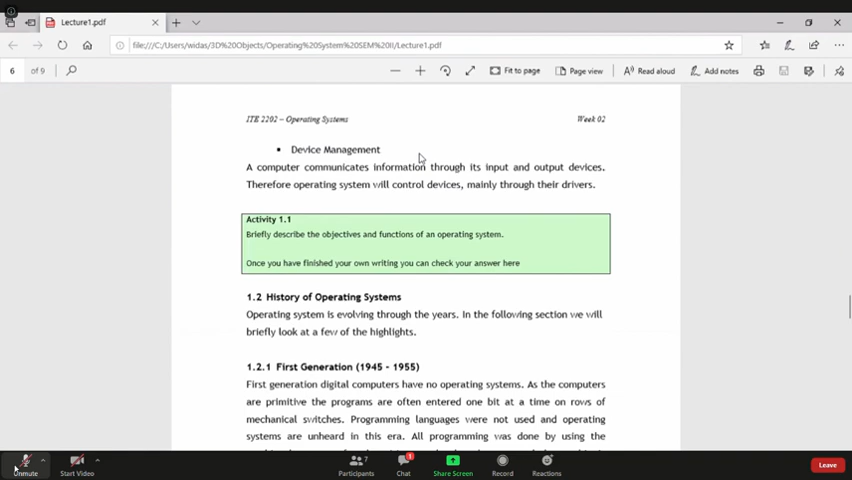 Lecture1.pdf
file:///C:/Users/widas/3D%20Objects/Operating%20System%20SEM%20II/Lecture1.pdf
6 of 9
Fit to page
Page view
Read aloud
Add notes
ITE 2202 – Operating Systems Week 02
• Device Management
A computer communicates information through its input and output devices.
Therefore operating system will control devices, mainly through their drivers.
Activity 1.1
Briefly describe the objectives and functions of an operating system.
Once you have finished your own writing you can check your answer here
1.2 History of Operating Systems
Operating system is evolving through the years. In the following section we will
briefly look at a few of the highlights.
1.2.1 First Generation (1945 - 1955)
First generation digital computers have no operating systems. As the computers
are primitive the programs are often entered one bit at a time on rows of
mechanical switches. Programming languages were not used and operating
systems are unheard in this era. All programming was done by using the
Unmute
Start Video
Participants 7
Chat 1
Share Screen
Record
Reactions
Leave